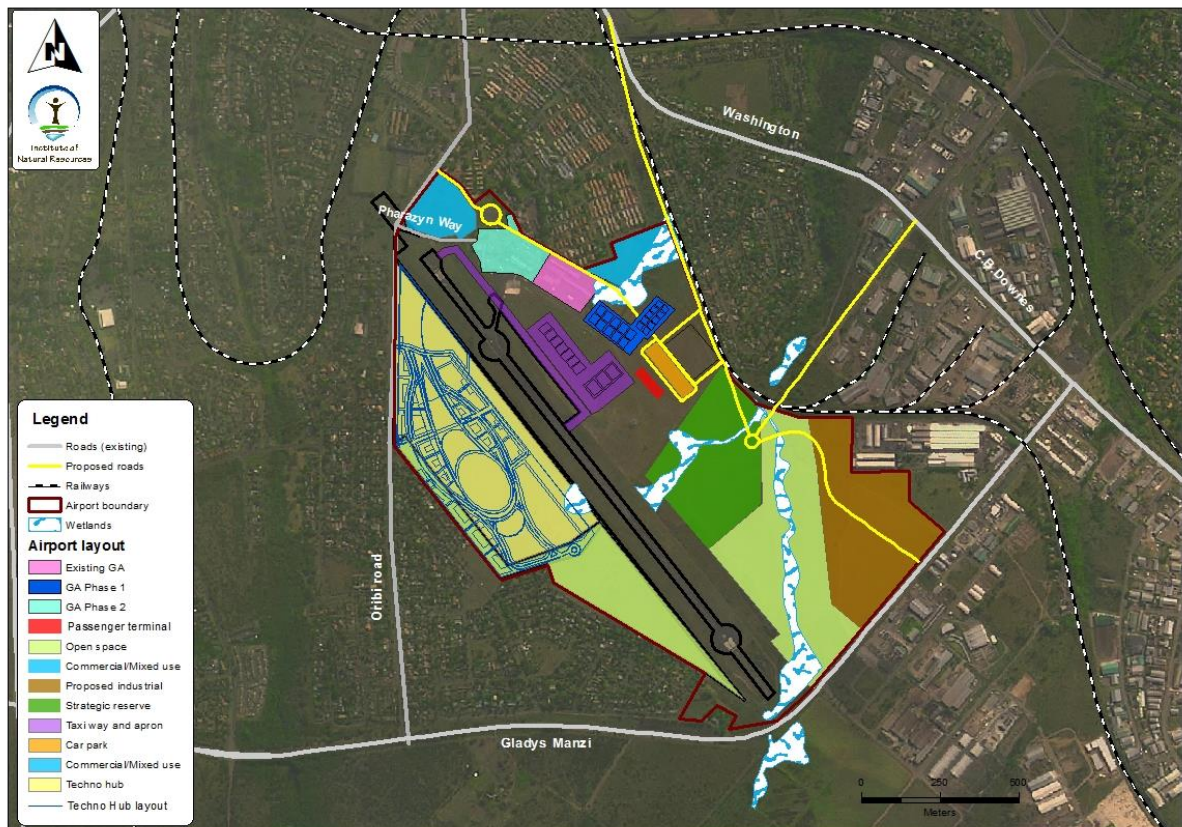 N
Institute of
Natural Resources
Washington
Pharazyn Way
C.B.Downes
Oribi road
Gladys Manzi
Legend
Roads (existing)
Proposed roads
Railways
Airport boundary
Wetlands
Airport layout
Existing GA
GA Phase 1
GA Phase 2
Passenger terminal
Open space
Commercial/Mixed use
Proposed industrial
Strategic reserve
Taxi way and apron
Car park
Commercial/Mixed use
Techno hub
Techno Hub layout
0 250 500
Meters